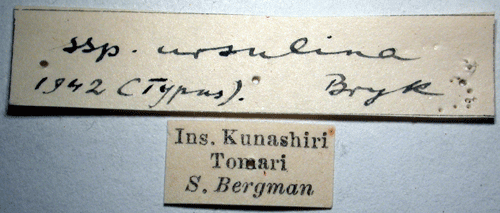 ssp. ursulina
1942 (Typus). Bryk
Ins. Kunashiri
Tomari
S. Bergman